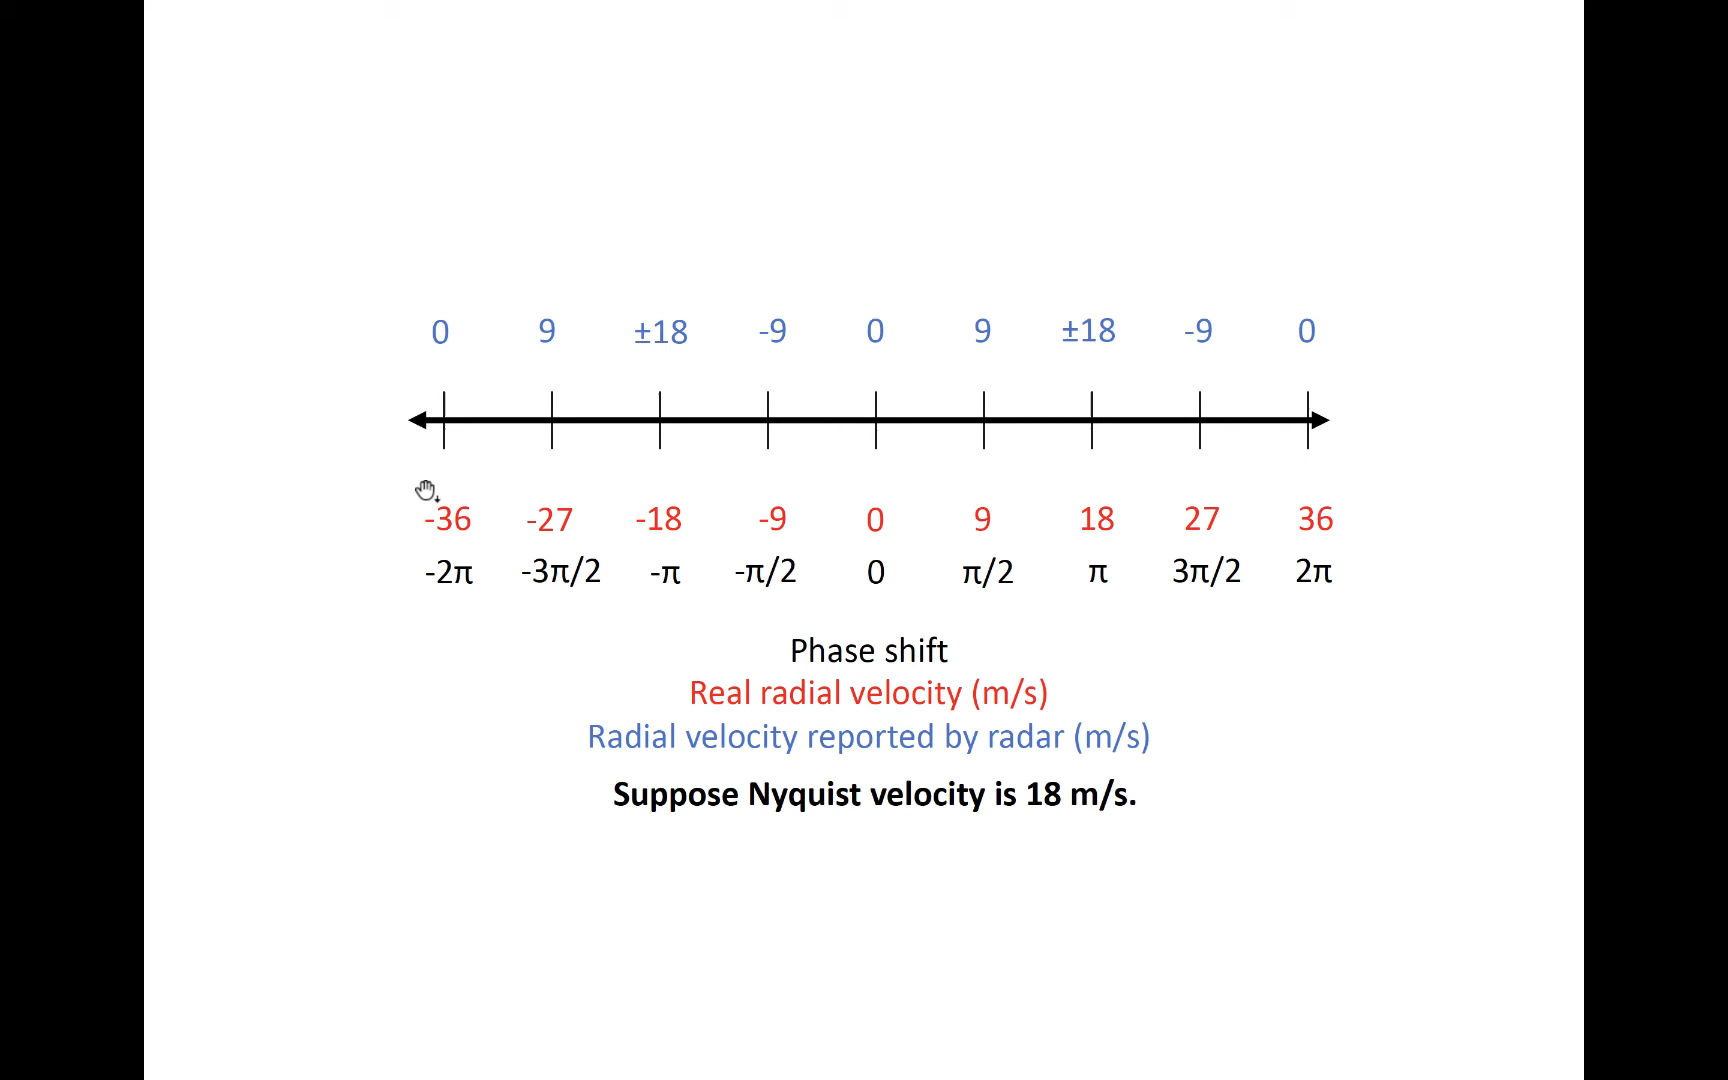 0 9 ±18 -9 0 9 ±18 -9 0
-36 -27 -18 -9 0 9 18 27 36
-2π -3π/2 -π -π/2 0 π/2 π 3π/2 2π
Phase shift
Real radial velocity (m/s)
Radial velocity reported by radar (m/s)
Suppose Nyquist velocity is 18 m/s.